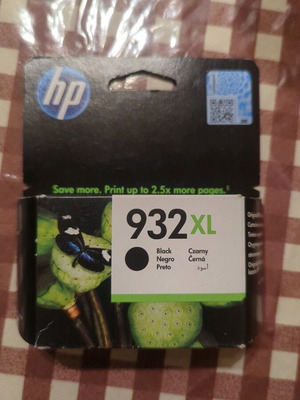 hp
Save more. Print up to 2.5x more pages.¹
932XL
Black Czarny
Negro Černá
Preto أسود